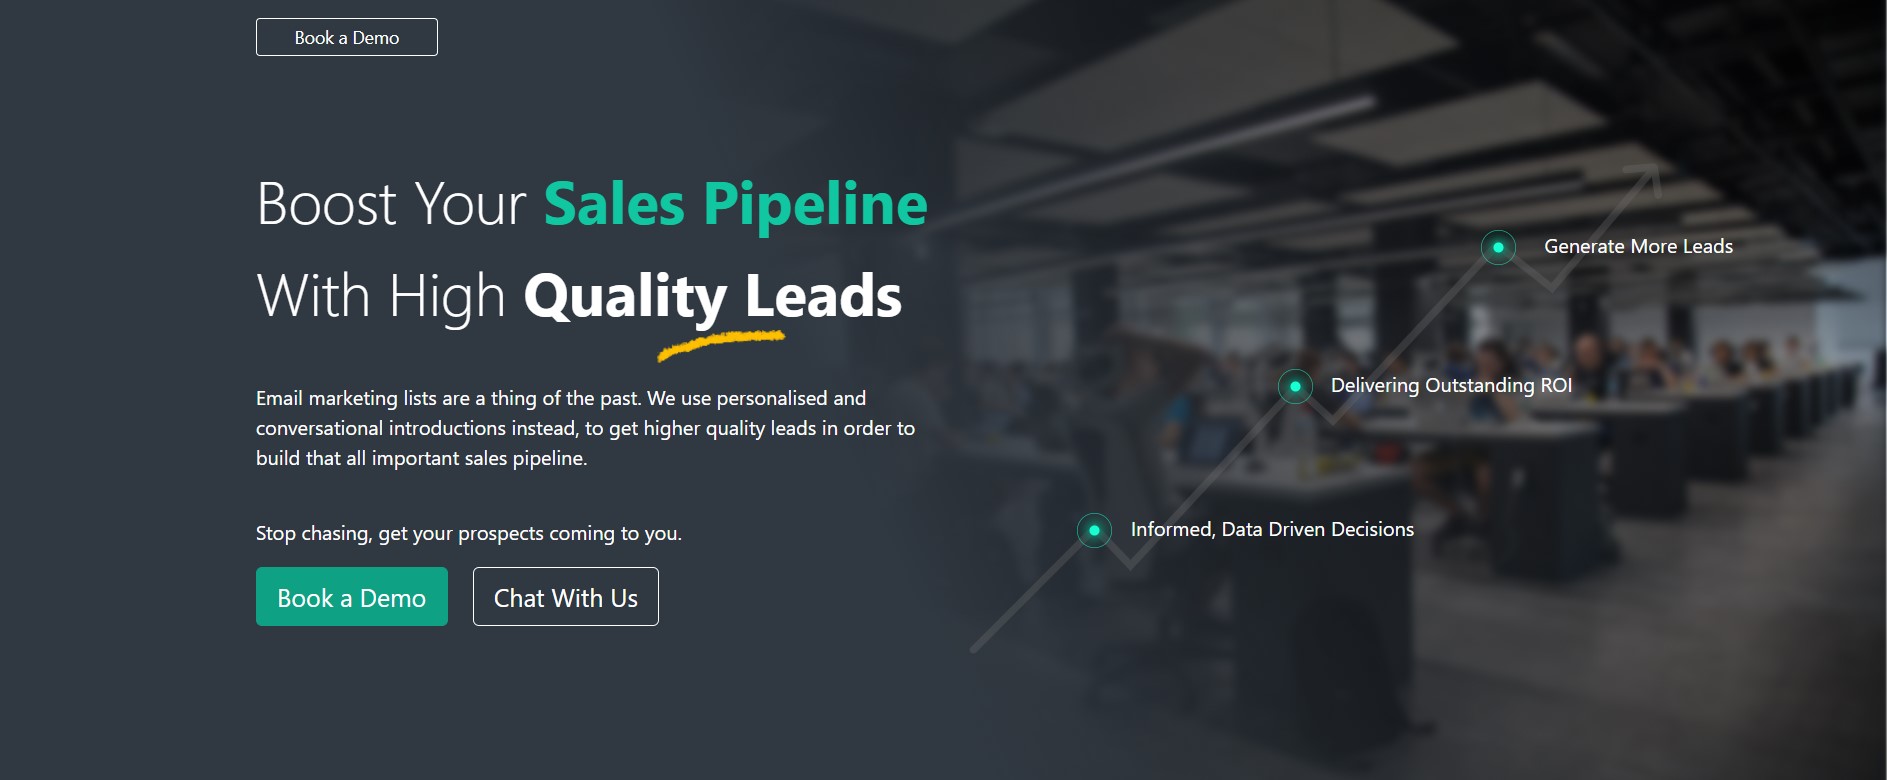 Book a Demo
Boost Your Sales Pipeline
With High Quality Leads
Email marketing lists are a thing of the past. We use personalised and
conversational introductions instead, to get higher quality leads in order to
build that all important sales pipeline.
Stop chasing, get your prospects coming to you.
Book a Demo
Chat With Us
Generate More Leads
Delivering Outstanding ROI
Informed, Data Driven Decisions